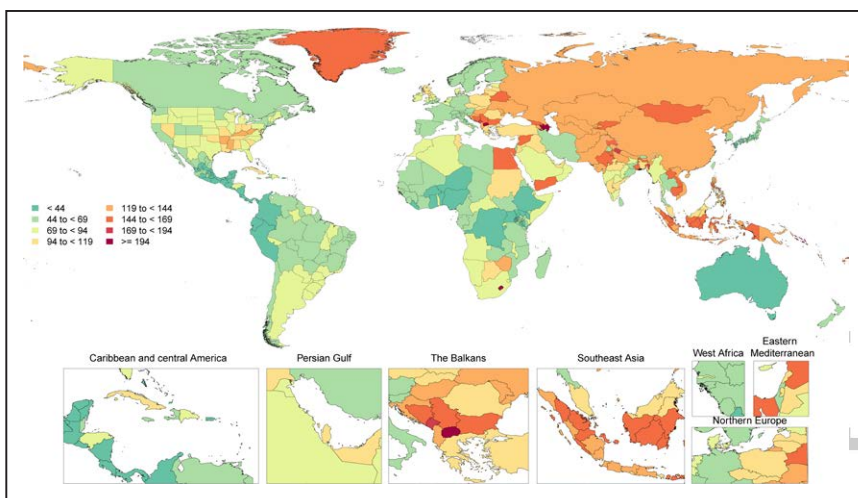 < 44
44 to < 69
69 to < 94
94 to < 119
119 to < 144
144 to < 169
169 to < 194
>= 194
Caribbean and central America
Persian Gulf
The Balkans
Southeast Asia
West Africa
Eastern
Mediterranean
Northern Europe